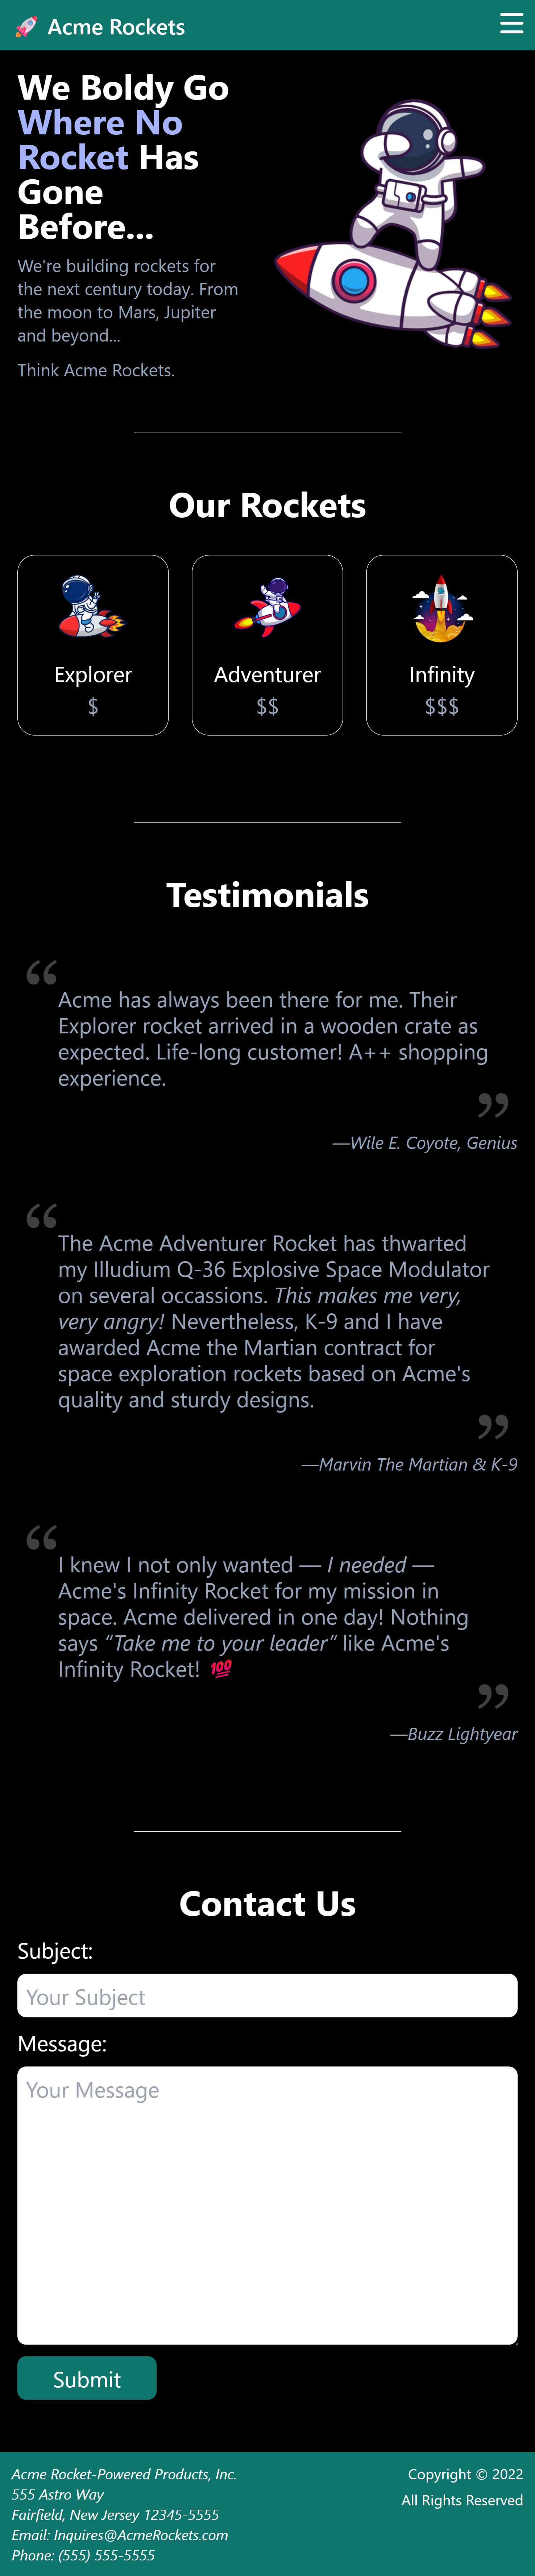 🚀 Acme Rockets
We Boldy Go
Where No
Rocket Has
Gone
Before...
We're building rockets for
the next century today. From
the moon to Mars, Jupiter
and beyond...
Think Acme Rockets.
Our Rockets
Explorer
$
Adventurer
$$
Infinity
$$$
Testimonials
“
Acme has always been there for me. Their
Explorer rocket arrived in a wooden crate as
expected. Life-long customer! A++ shopping
experience.
”
—Wile E. Coyote, Genius
“
The Acme Adventurer Rocket has thwarted
my Illudium Q-36 Explosive Space Modulator
on several occassions. This makes me very,
very angry! Nevertheless, K-9 and I have
awarded Acme the Martian contract for
space exploration rockets based on Acme's
quality and sturdy designs.
”
—Marvin The Martian & K-9
“
I knew I not only wanted — I needed —
Acme's Infinity Rocket for my mission in
space. Acme delivered in one day! Nothing
says “Take me to your leader” like Acme's
Infinity Rocket! 💯
”
—Buzz Lightyear
Contact Us
Subject:
Your Subject
Message:
Your Message
Submit
Acme Rocket-Powered Products, Inc.
555 Astro Way
Fairfield, New Jersey 12345-5555
Email: Inquires@AcmeRockets.com
Phone: (555) 555-5555
Copyright © 2022
All Rights Reserved